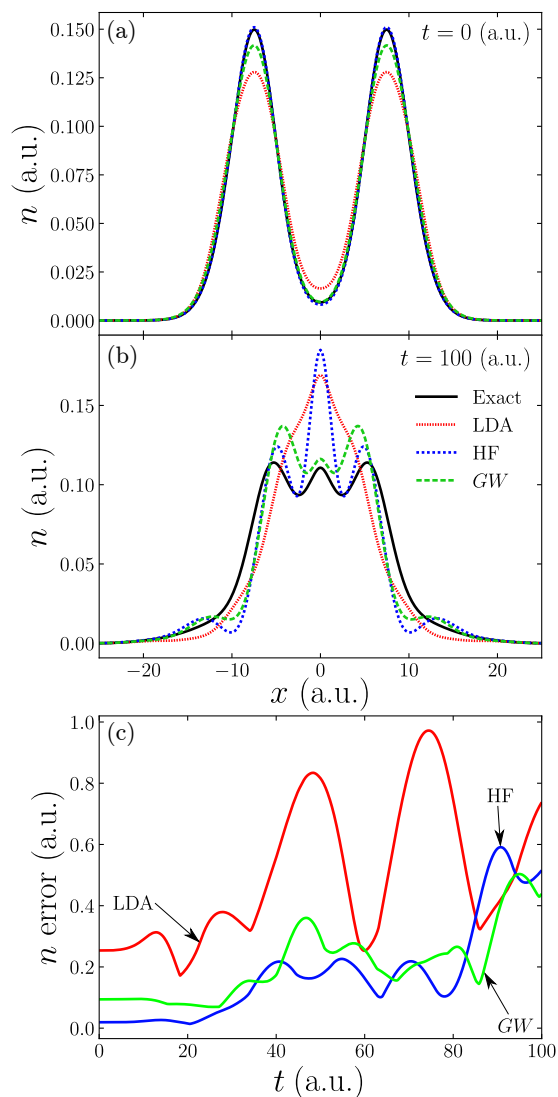 (a)
t = 0 (a.u.)
0.150
0.125
0.100
0.075
0.050
0.025
0.000
n (a.u.)
(b)
t = 100 (a.u.)
Exact
LDA
HF
GW
0.15
0.10
0.05
0.00
n (a.u.)
−20 −10 0 10 20
x (a.u.)
(c)
1.0
0.8
0.6
0.4
0.2
0.0
n error (a.u.)
HF
LDA
GW
0 20 40 60 80 100
t (a.u.)